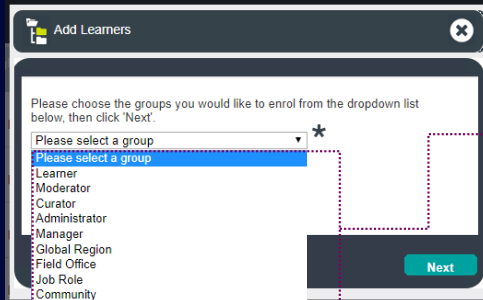 Add Learners
Please choose the groups you would like to enrol from the dropdown list
below, then click 'Next'.
Please select a group
*
Please select a group
Learner
Moderator
Curator
Administrator
Manager
Global Region
Field Office
Job Role
Community
Next